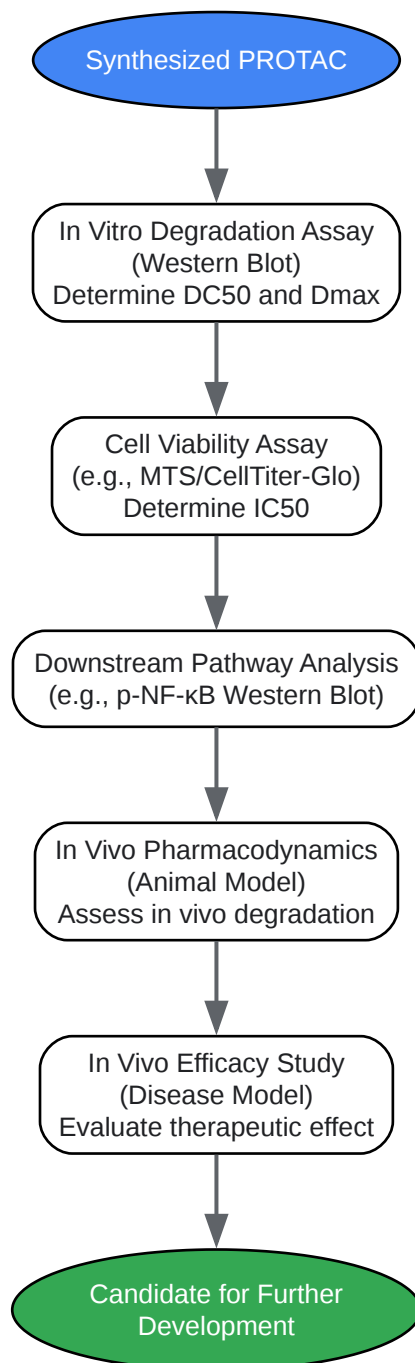 Synthesized PROTAC
In Vitro Degradation Assay
(Western Blot)
Determine DC50 and Dmax
Cell Viability Assay
(e.g., MTS/CellTiter-Glo)
Determine IC50
Downstream Pathway Analysis
(e.g., p-NF-κB Western Blot)
In Vivo Pharmacodynamics
(Animal Model)
Assess in vivo degradation
In Vivo Efficacy Study
(Disease Model)
Evaluate therapeutic effect
Candidate for Further
Development